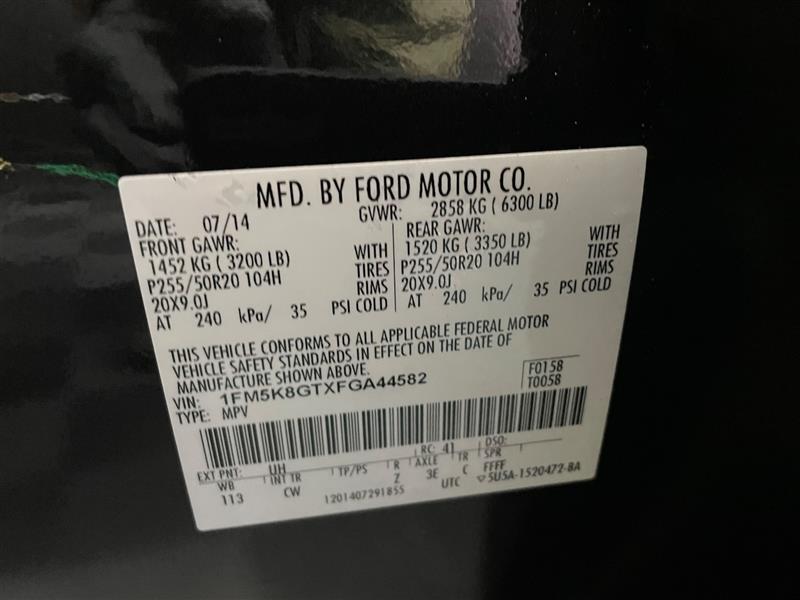 MFD. BY FORD MOTOR CO.
DATE: 07/14 GVWR: 2858 KG ( 6300 LB)
FRONT GAWR: REAR GAWR:
1452 KG ( 3200 LB) WITH 1520 KG ( 3350 LB) WITH
P255/50R20 104H TIRES P255/50R20 104H TIRES
20X9.0J RIMS 20X9.0J RIMS
AT 240 kPa/ 35 PSI COLD AT 240 kPa/ 35 PSI COLD
THIS VEHICLE CONFORMS TO ALL APPLICABLE FEDERAL MOTOR
VEHICLE SAFETY STANDARDS IN EFFECT ON THE DATE OF
MANUFACTURE SHOWN ABOVE.
VIN: 1FM5K8GTXFGA44582 F0158
TYPE: MPV T0058
EXT PNT: UH RC: 41 DSO:
WB INT TR TP/PS R AXLE TR SPR
113 CW Z 3E C FFFF
1201407291855 UTC ▽5U5A-1520472-BA